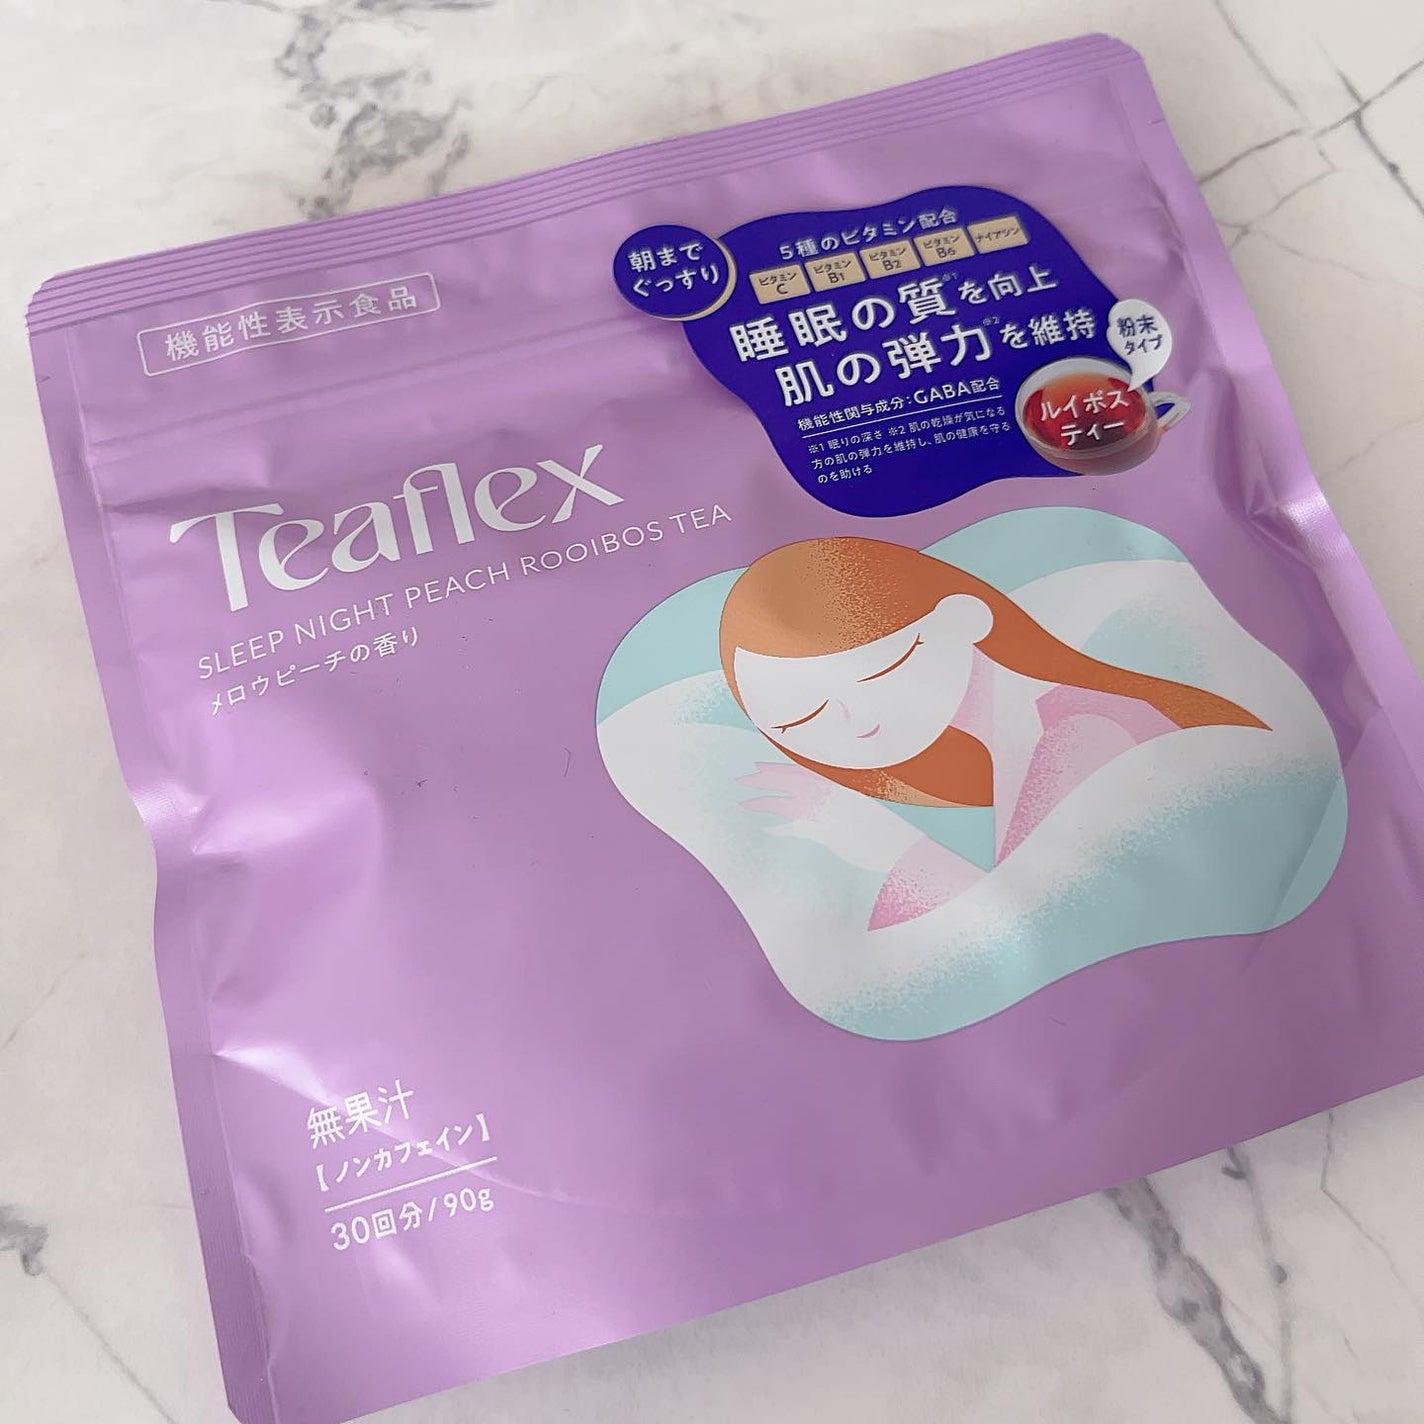 機能性表示食品
朝まで
ぐっすり
5種のビタミン配合
ビタミンC ビタミンB1 ビタミンB2 ビタミンB6 ナイアシン
睡眠の質※1を向上
肌の弾力※2を維持
機能性関与成分:GABA配合
※1 眠りの深さ ※2 肌の乾燥が気になる
方の肌の弾力を維持し、肌の健康を守る
のを助ける
粉末
タイプ
ルイボス
ティー
Teaflex
SLEEP NIGHT PEACH ROOIBOS TEA
メロウピーチの香り
無果汁
【ノンカフェイン】
30回分/90g